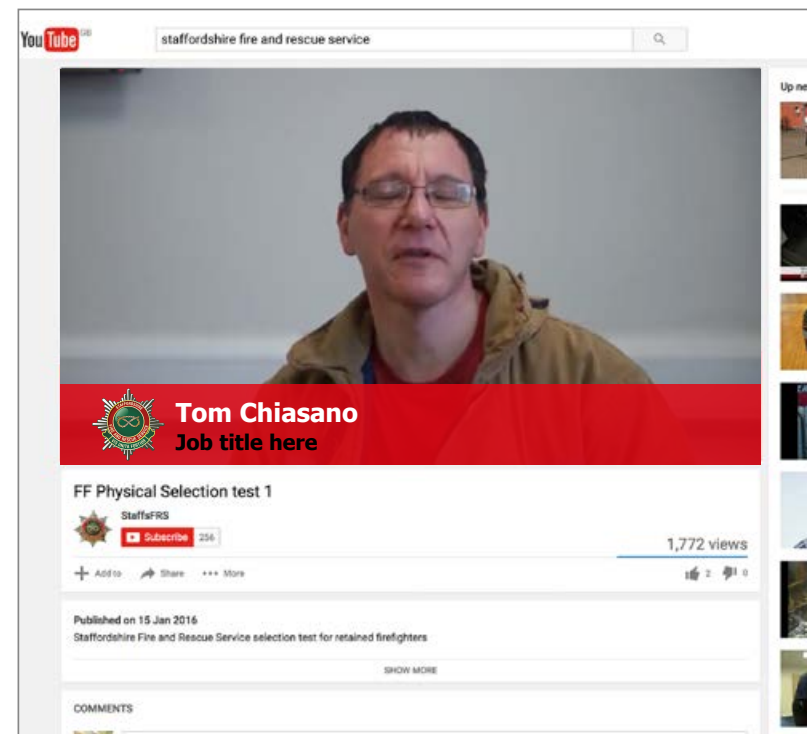 YouTube GB
staffordshire fire and rescue service
Up ne
Tom Chiasano
Job title here
FF Physical Selection test 1
StaffsFRS
Subscribe 256
1,772 views
Add to Share More
2 0
Published on 15 Jan 2016
Staffordshire Fire and Rescue Service selection test for retained firefighters
SHOW MORE
COMMENTS